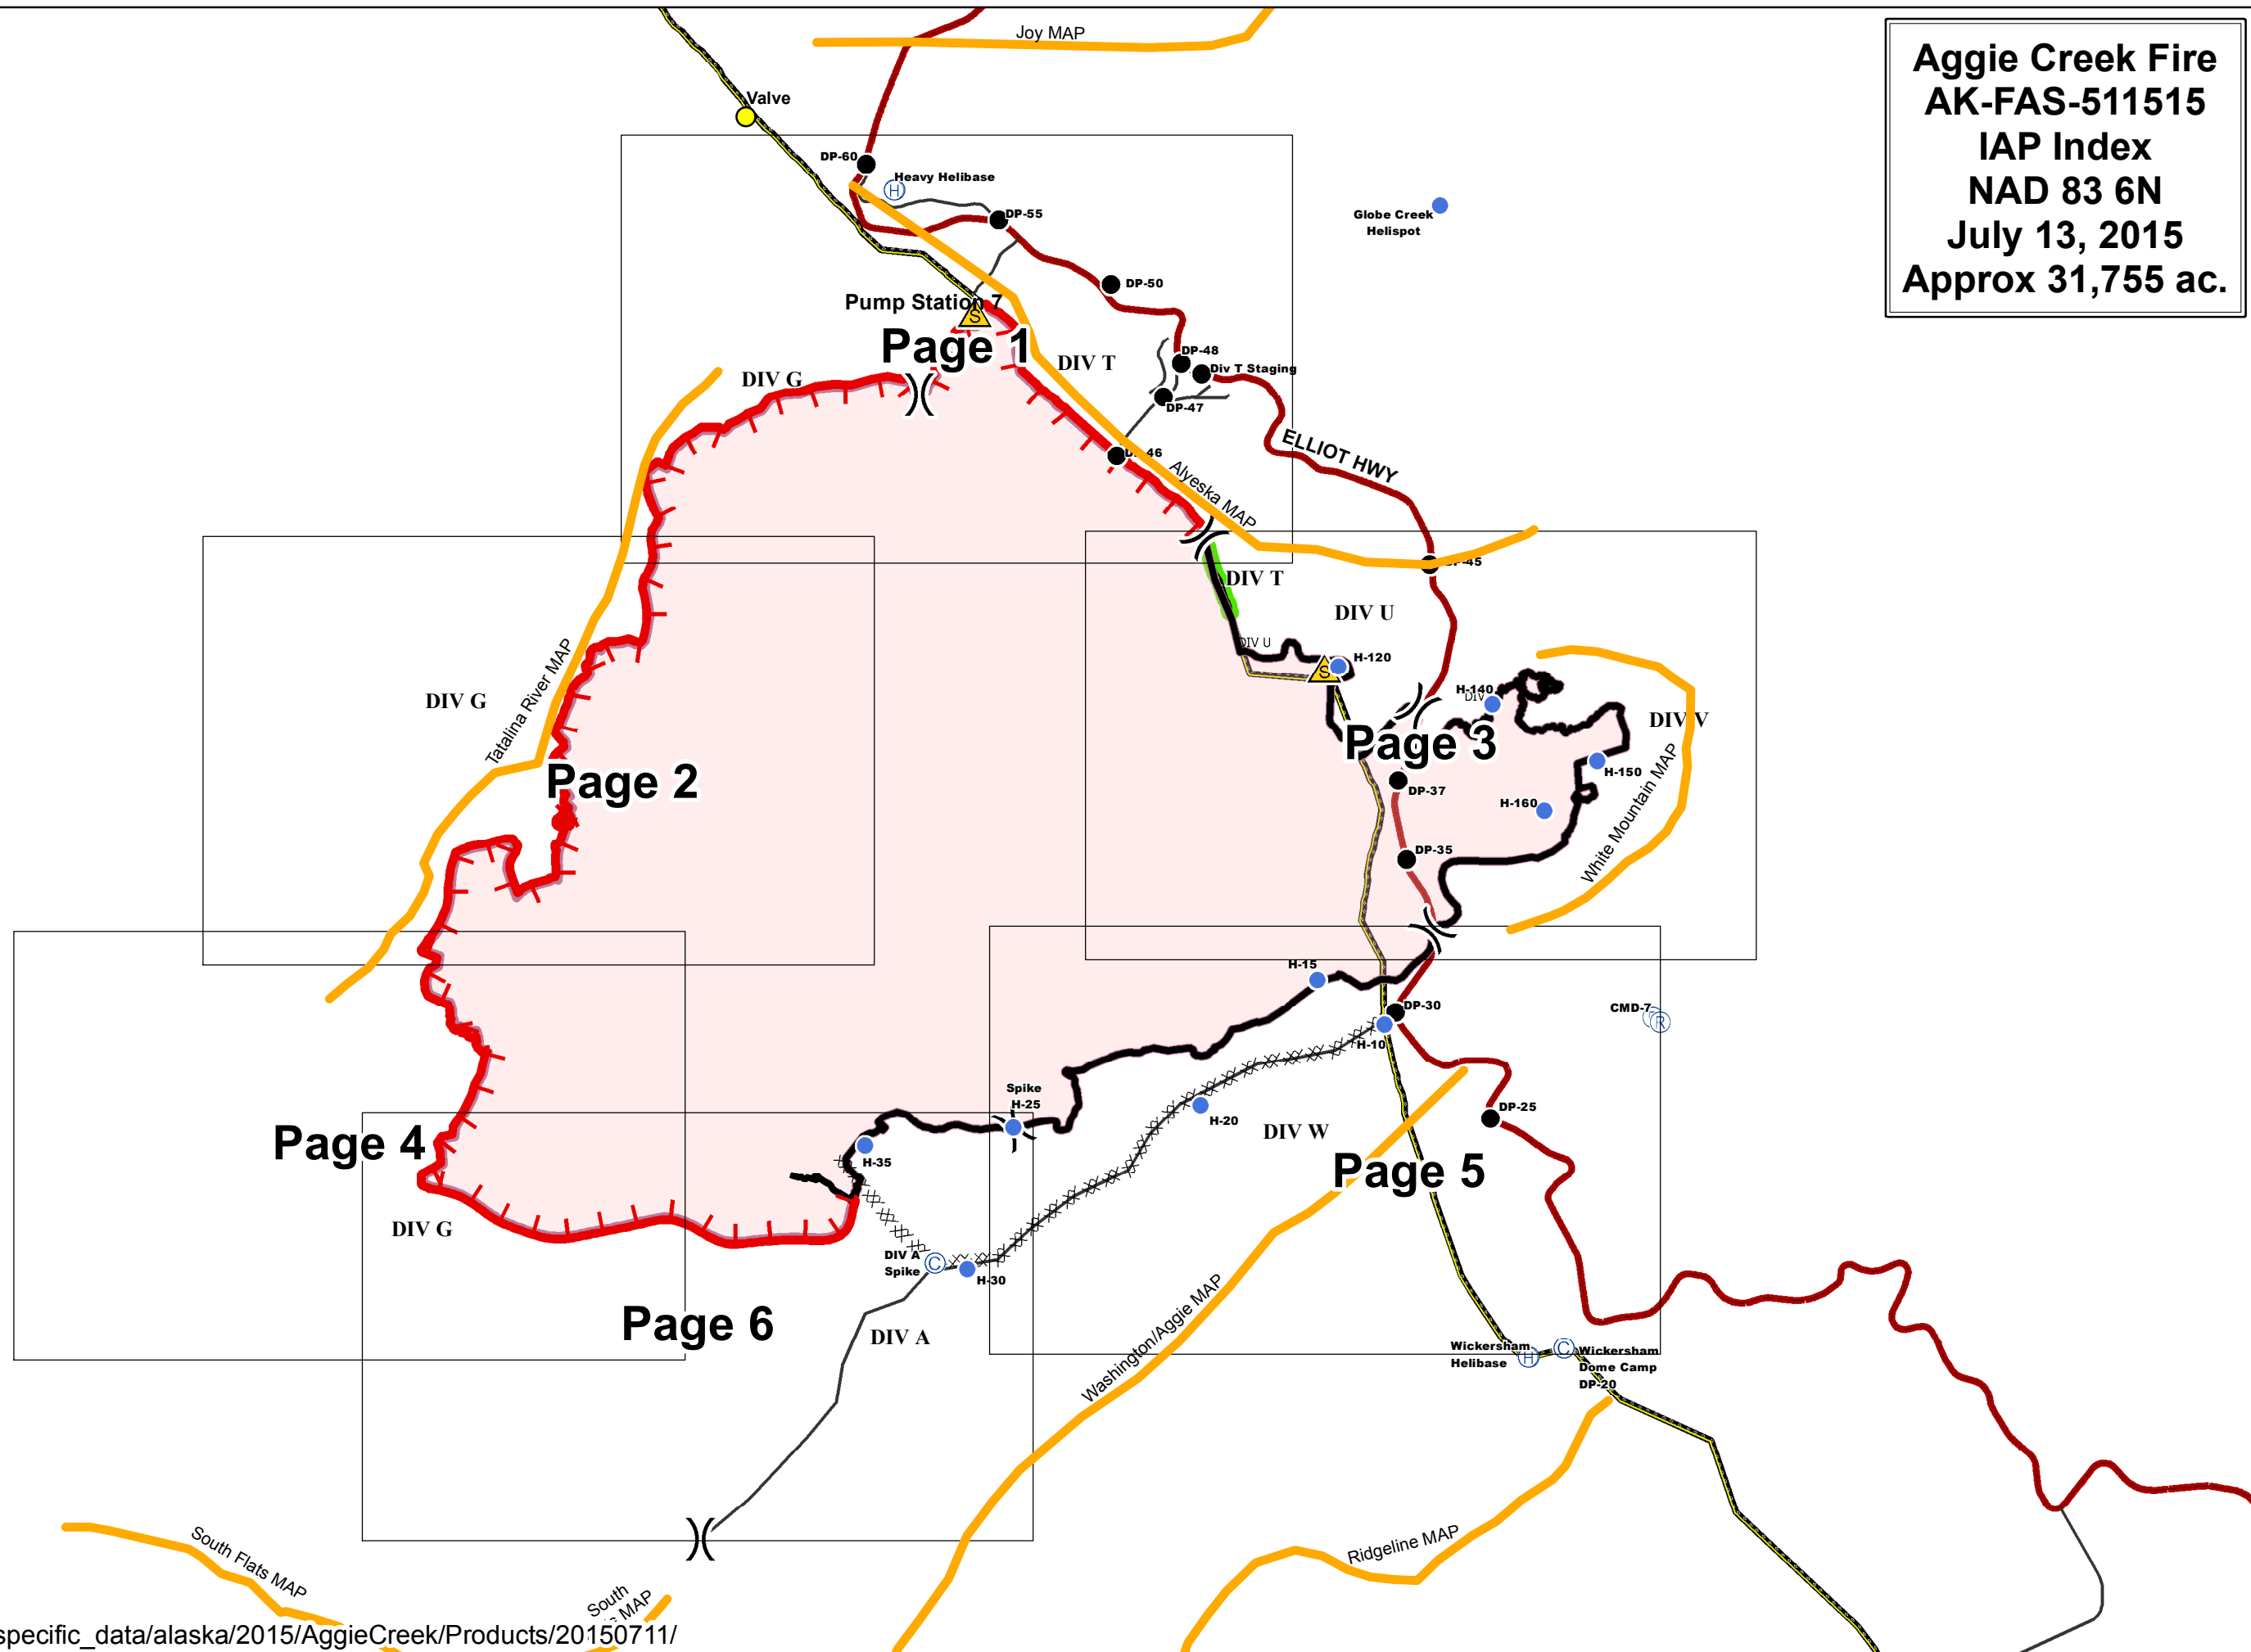 Joy MAP
Aggie Creek Fire
AK-FAS-511515
IAP Index
NAD 83 6N
July 13, 2015
Approx 31,755 ac.
Valve
DP-60
H
Heavy Helibase
DP-55
Globe Creek
Helispot
DP-50
Pump Station 7
S
Page 1
DIV T
DP-48
Div T Staging
DIV G
DP-47
ELLIOT HWY
Alyeska MAP
DIV T
DIV U
DIV U
S
H-120
H-140
DIV V
Tatalina River MAP
DIV G
Page 3
Page 2
H-150
DP-37
H-160
White Mountain MAP
DP-35
H-15
DP-30
CMD-7
R
H-10
Spike
H-25
H-20
DP-25
DIV W
Page 4
H-35
Page 5
DIV G
DIV A
Spike
C
H-30
Page 6
DIV A
Washington/Aggie MAP
Wickersham
Helibase
H
C
Wickersham
Dome Camp
DP-20
South Flats MAP
South
MAP
Ridgeline MAP
specific_data/alaska/2015/AggieCreek/Products/20150711/